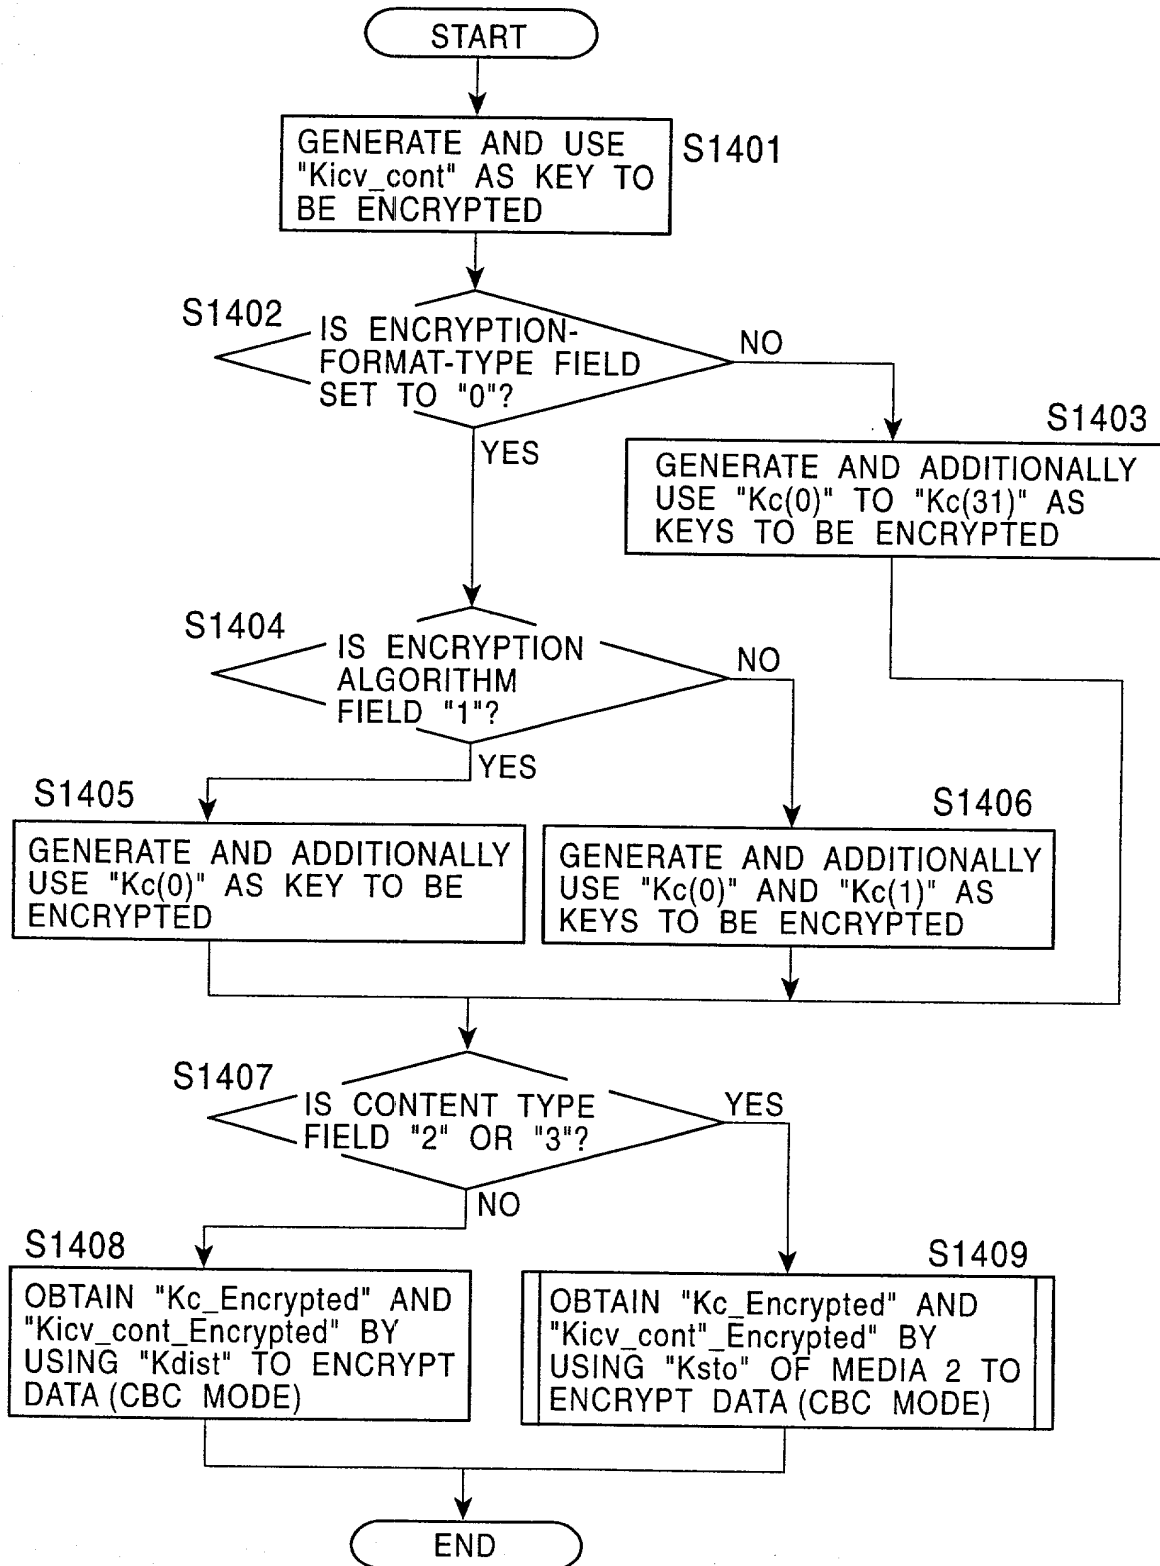 START
GENERATE AND USE
"Kicv_cont" AS KEY TO
BE ENCRYPTED
S1401
S1402
IS ENCRYPTION-
FORMAT-TYPE FIELD
SET TO "0"?
NO
YES
S1403
GENERATE AND ADDITIONALLY
USE "Kc(0)" TO "Kc(31)" AS
KEYS TO BE ENCRYPTED
S1404
IS ENCRYPTION
ALGORITHM
FIELD "1"?
NO
YES
S1405
GENERATE AND ADDITIONALLY
USE "Kc(0)" AS KEY TO BE
ENCRYPTED
S1406
GENERATE AND ADDITIONALLY
USE "Kc(0)" AND "Kc(1)" AS
KEYS TO BE ENCRYPTED
S1407
IS CONTENT TYPE
FIELD "2" OR "3"?
YES
NO
S1408
OBTAIN "Kc_Encrypted" AND
"Kicv_cont_Encrypted" BY
USING "Kdist" TO ENCRYPT
DATA (CBC MODE)
S1409
OBTAIN "Kc_Encrypted" AND
"Kicv_cont"_Encrypted" BY
USING "Ksto" OF MEDIA 2 TO
ENCRYPT DATA (CBC MODE)
END